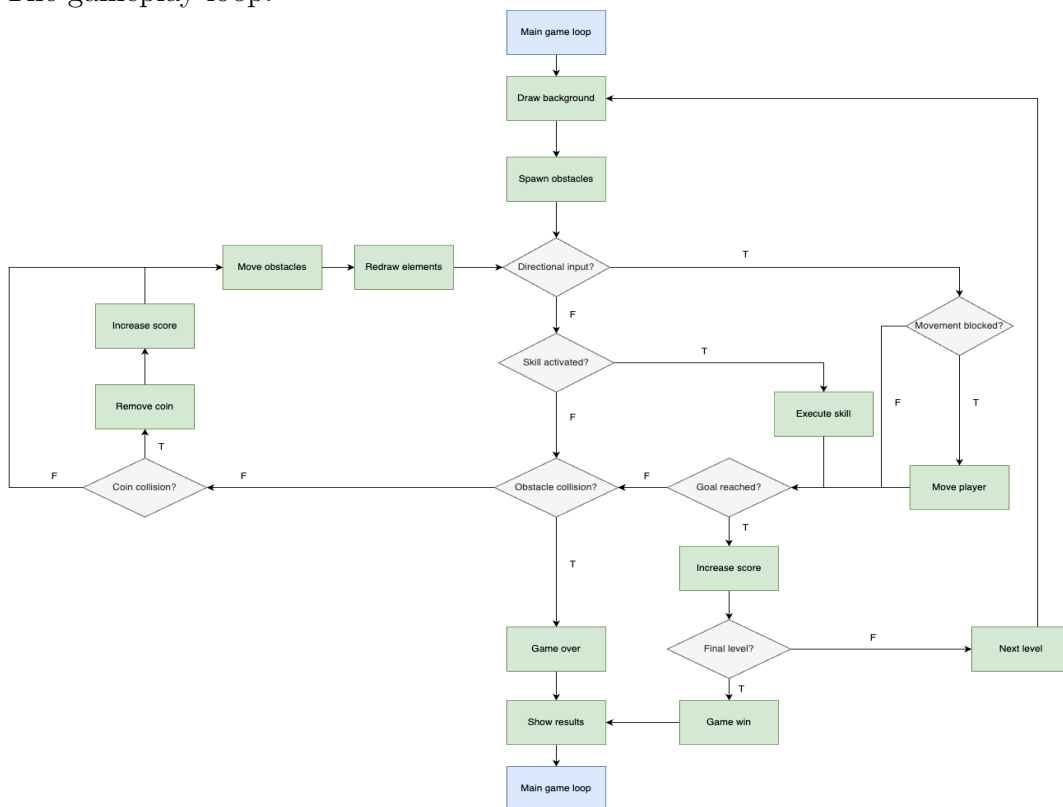 The gameplay loop:
Main game loop
Draw background
Spawn obstacles
Move obstacles
Redraw elements
Directional input?
T
Increase score
F
Movement blocked?
Skill activated?
T
Remove coin
Execute skill
F
T
F
T
F
Coin collision?
F
Obstacle collision?
F
Goal reached?
Move player
T
T
Increase score
Game over
Final level?
F
Next level
T
Show results
Game win
Main game loop